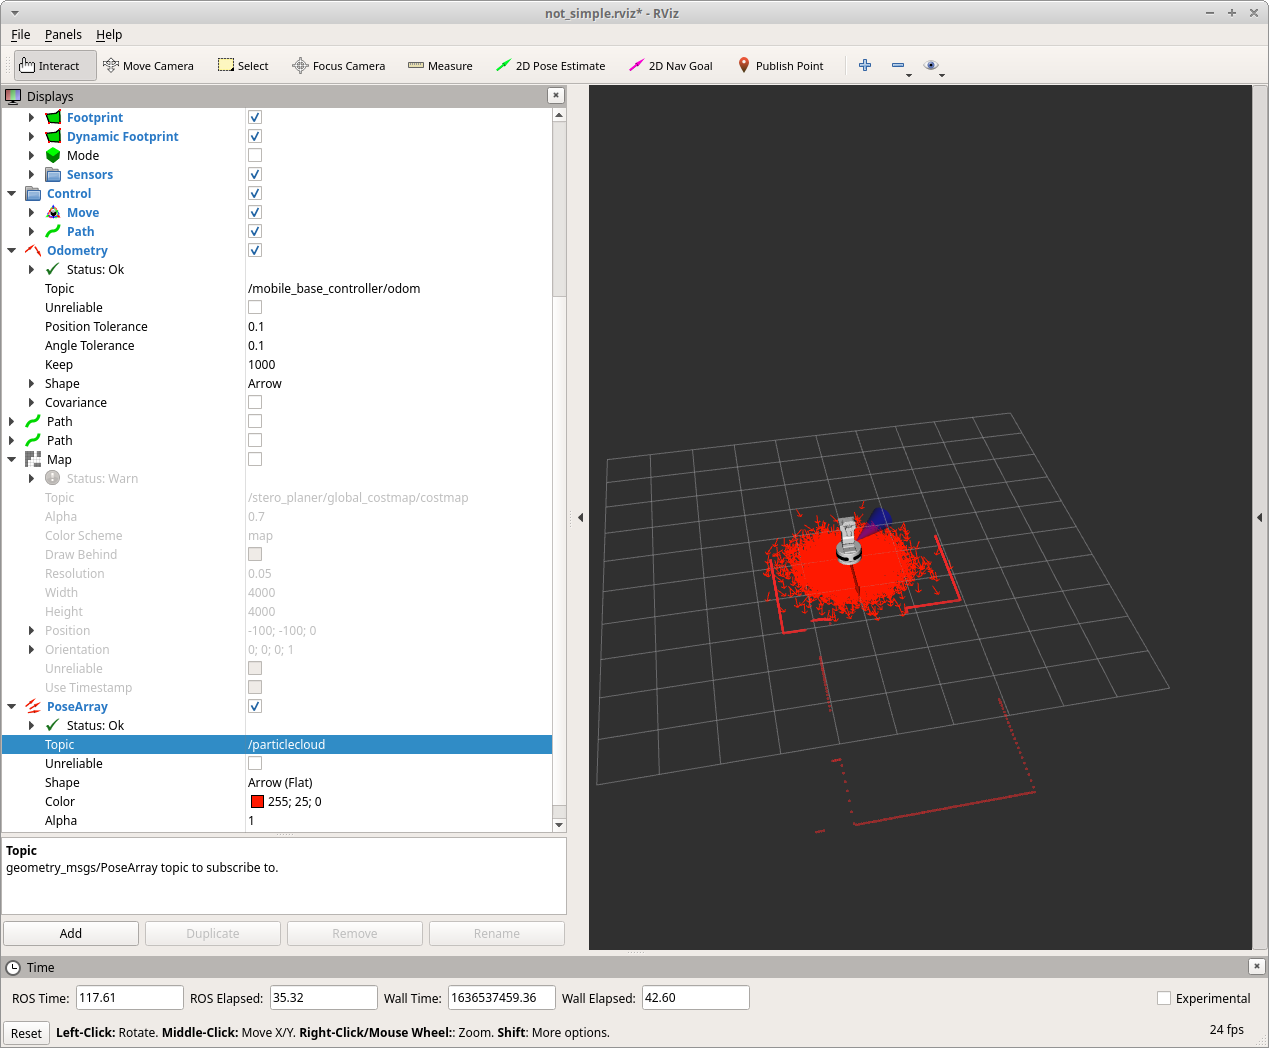 not_simple.rviz* - RViz
File Panels Help
Interact Move Camera Select Focus Camera Measure 2D Pose Estimate 2D Nav Goal Publish Point
Displays
Footprint
Dynamic Footprint
Mode
Sensors
Control
Move
Path
Odometry
Status: Ok
Topic /mobile_base_controller/odom
Unreliable
Position Tolerance 0.1
Angle Tolerance 0.1
Keep 1000
Shape Arrow
Covariance
Path
Path
Map
Status: Warn
Topic /stero_planer/global_costmap/costmap
Alpha 0.7
Color Scheme map
Draw Behind
Resolution 0.05
Width 4000
Height 4000
Position -100; -100; 0
Orientation 0; 0; 0; 1
Unreliable
Use Timestamp
PoseArray
Status: Ok
Topic /particlecloud
Unreliable
Shape Arrow (Flat)
Color 255; 25; 0
Alpha 1
Topic
geometry_msgs/PoseArray topic to subscribe to.
Add Duplicate Remove Rename
Time
ROS Time: 117.61 ROS Elapsed: 35.32 Wall Time: 1636537459.36 Wall Elapsed: 42.60 Experimental
Reset Left-Click: Rotate. Middle-Click: Move X/Y. Right-Click/Mouse Wheel:: Zoom. Shift: More options. 24 fps